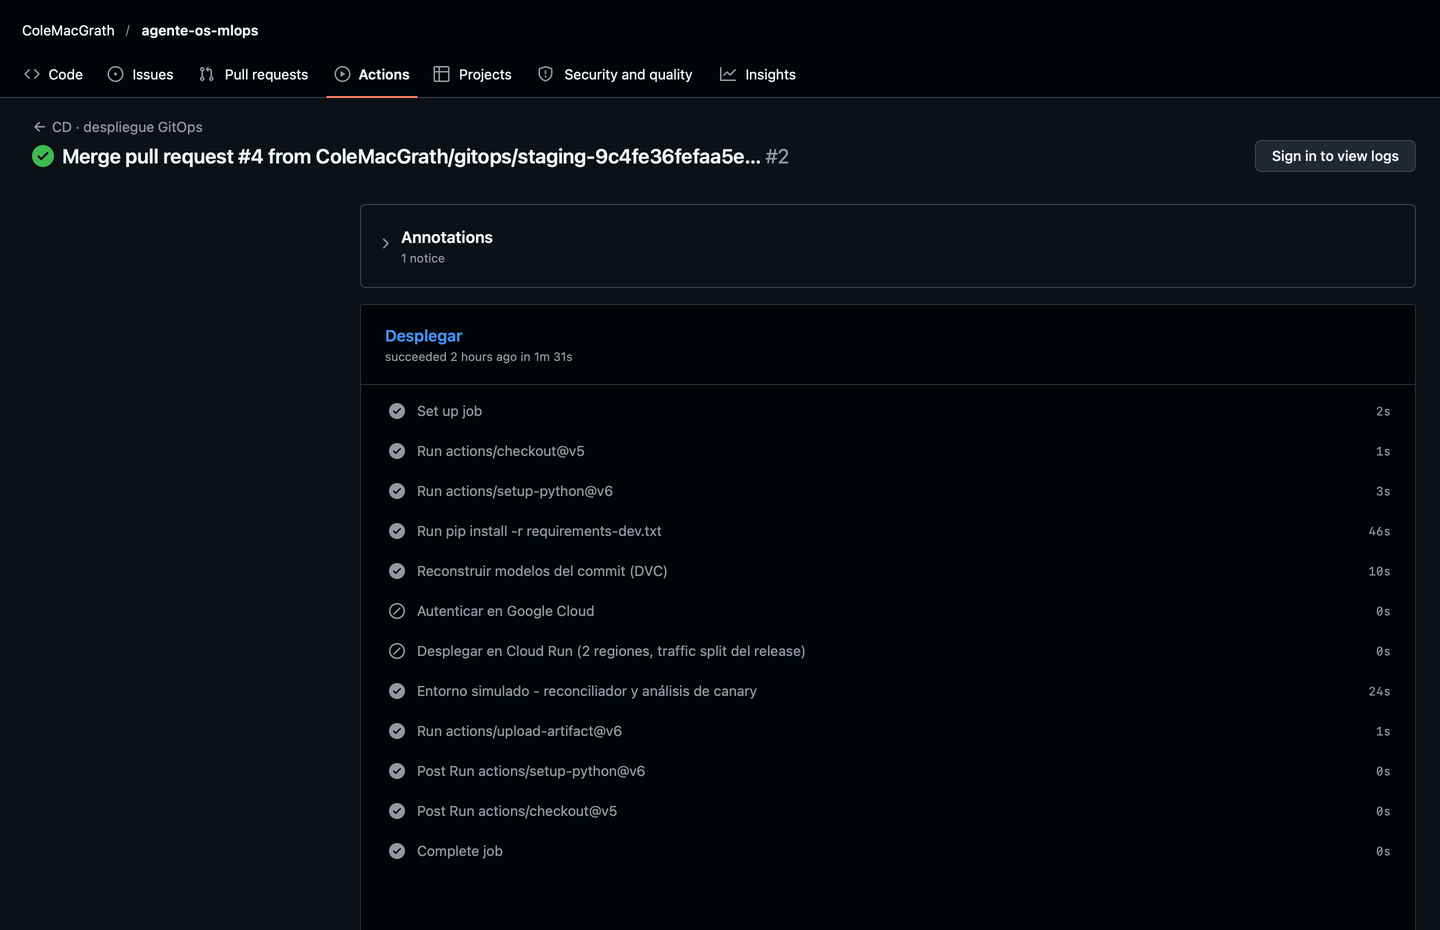 ColeMacGrath / agente-os-mlops
Code Issues Pull requests Actions Projects Security and quality Insights
← CD · despliegue GitOps
Merge pull request #4 from ColeMacGrath/gitops/staging-9c4fe36fefaa5e... #2
Sign in to view logs
Annotations
1 notice
Desplegar
succeeded 2 hours ago in 1m 31s
Set up job 2s
Run actions/checkout@v5 1s
Run actions/setup-python@v6 3s
Run pip install -r requirements-dev.txt 46s
Reconstruir modelos del commit (DVC) 10s
Autenticar en Google Cloud 0s
Desplegar en Cloud Run (2 regiones, traffic split del release) 0s
Entorno simulado - reconciliador y análisis de canary 24s
Run actions/upload-artifact@v6 1s
Post Run actions/setup-python@v6 0s
Post Run actions/checkout@v5 0s
Complete job 0s